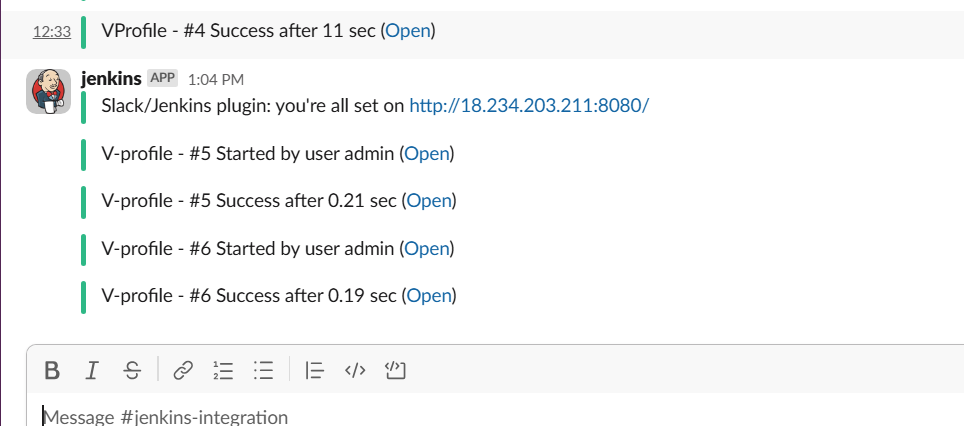 12:33 VProfile - #4 Success after 11 sec (Open)
jenkins APP 1:04 PM
Slack/Jenkins plugin: you're all set on http://18.234.203.211:8080/
V-profile - #5 Started by user admin (Open)
V-profile - #5 Success after 0.21 sec (Open)
V-profile - #6 Started by user admin (Open)
V-profile - #6 Success after 0.19 sec (Open)
Message #jenkins-integration